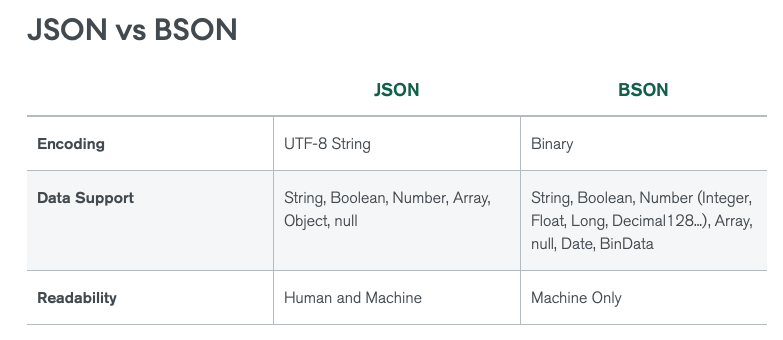 JSON vs BSON
JSON BSON
Encoding UTF-8 String Binary
Data Support String, Boolean, Number, Array, String, Boolean, Number (Integer,
Object, null Float, Long, Decimal128...), Array,
null, Date, BinData
Readability Human and Machine Machine Only